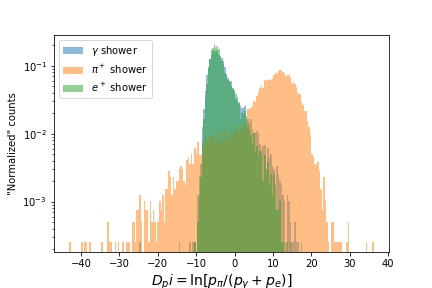 γ shower
π⁺ shower
e⁺ shower
"Normalized" counts
10⁻¹
10⁻²
10⁻³
−40 −30 −20 −10 0 10 20 30 40
D_p i = ln[p_π/(p_γ + p_e)]